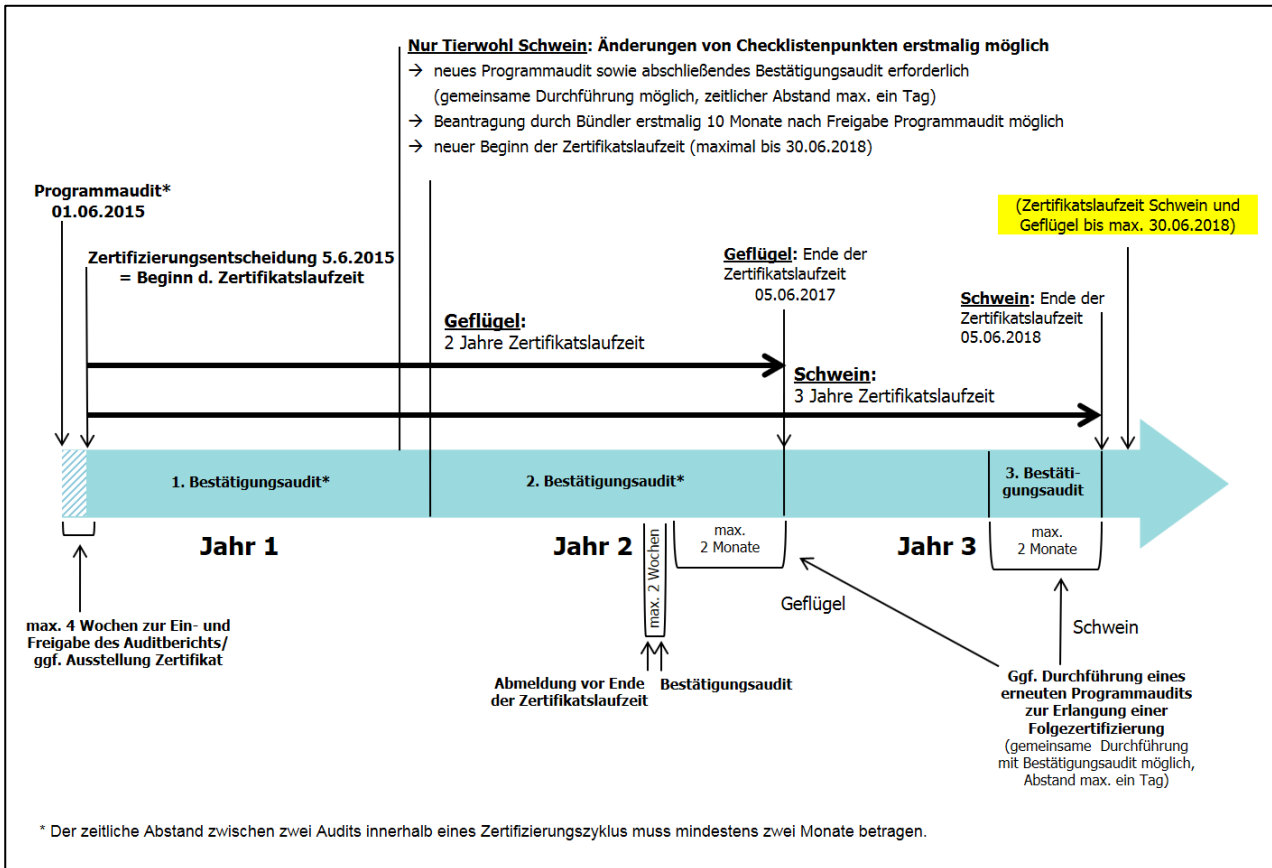 Nur Tierwohl Schwein: Änderungen von Checklistenpunkten erstmalig möglich
→ neues Programmaudit sowie abschließendes Bestätigungsaudit erforderlich
(gemeinsame Durchführung möglich, zeitlicher Abstand max. ein Tag)
→ Beantragung durch Bündler erstmalig 10 Monate nach Freigabe Programmaudit möglich
→ neuer Beginn der Zertifikatslaufzeit (maximal bis 30.06.2018)
Programmaudit*
01.06.2015
Zertifizierungsentscheidung 5.6.2015
= Beginn d. Zertifikatslaufzeit
(Zertifikatslaufzeit Schwein und
Geflügel bis max. 30.06.2018)
Geflügel: Ende der
Zertifikatslaufzeit
05.06.2017
Schwein: Ende der
Zertifikatslaufzeit
05.06.2018
Geflügel:
2 Jahre Zertifikatslaufzeit
Schwein:
3 Jahre Zertifikatslaufzeit
1. Bestätigungsaudit*
2. Bestätigungsaudit*
3. Bestäti-
gungsaudit
Jahr 1
Jahr 2
max. 2 Wochen
max.
2 Monate
Jahr 3
max.
2 Monate
Geflügel
Schwein
max. 4 Wochen zur Ein- und
Freigabe des Auditberichts/
ggf. Ausstellung Zertifikat
Abmeldung vor Ende
der Zertifikatslaufzeit
Bestätigungsaudit
Ggf. Durchführung eines
erneuten Programmaudits
zur Erlangung einer
Folgezertifizierung
(gemeinsame Durchführung
mit Bestätigungsaudit möglich,
Abstand max. ein Tag)
* Der zeitliche Abstand zwischen zwei Audits innerhalb eines Zertifizierungszyklus muss mindestens zwei Monate betragen.